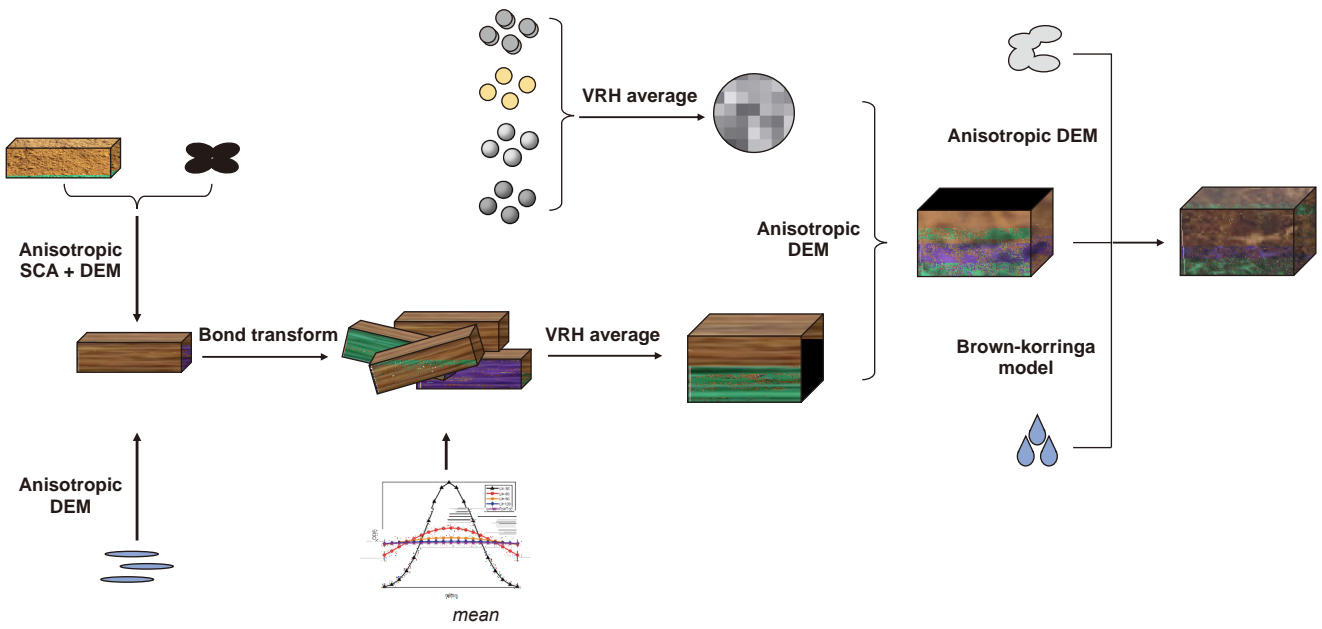 VRH average
Anisotropic DEM
Anisotropic
SCA + DEM
Anisotropic
DEM
Bond transform
VRH average
Brown-korringa
model
Anisotropic
DEM
mean